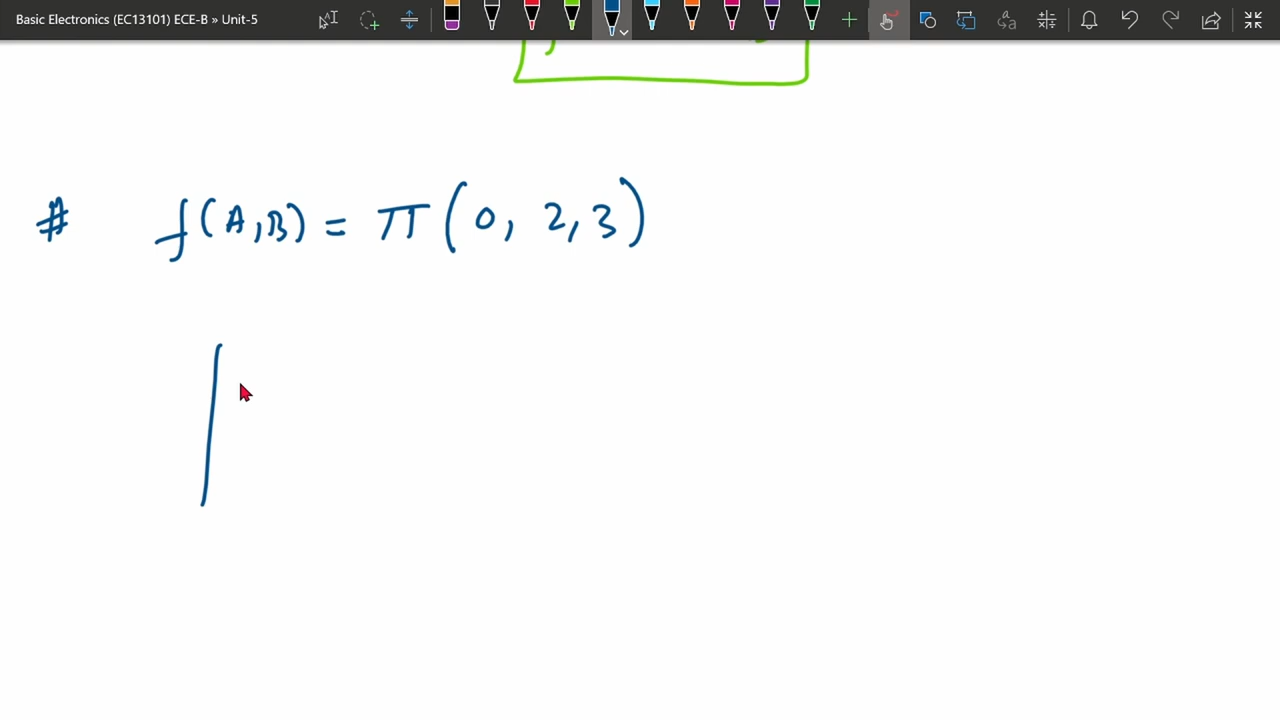 Basic Electronics (EC13101) ECE-B » Unit-5
# f(A,B) = π(0, 2,3)